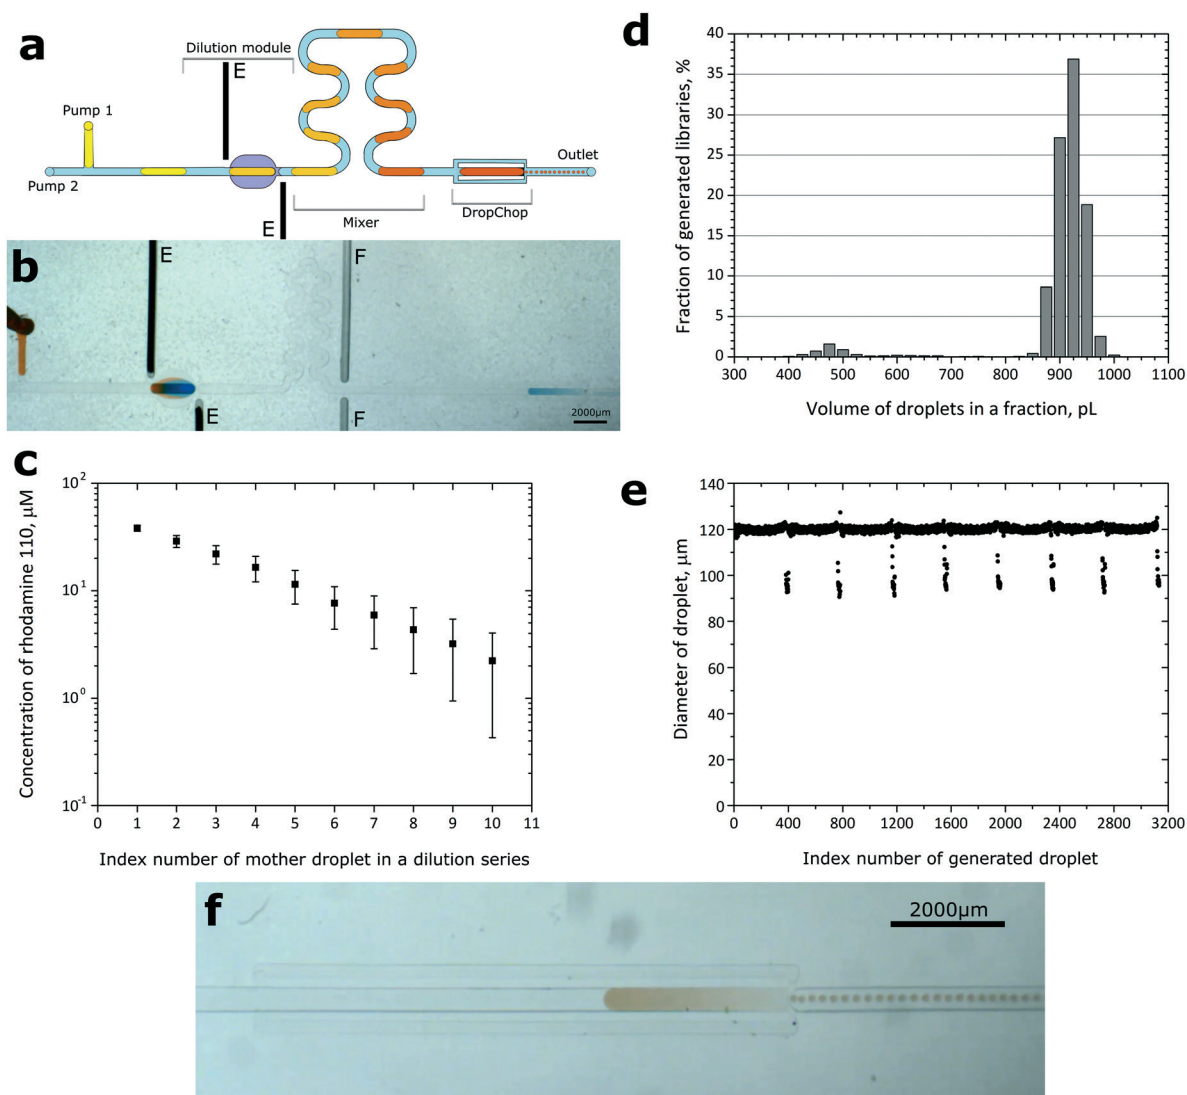 a
Dilution module
E
Pump 1
Pump 2
Outlet
E
Mixer
DropChop
b
E
F
E
F
2000µm
c
Concentration of rhodamine 110, µM
10²
10¹
10⁰
10⁻¹
0 1 2 3 4 5 6 7 8 9 10 11
Index number of mother droplet in a dilution series
d
Fraction of generated libraries, %
40
35
30
25
20
15
10
5
0
300 400 500 600 700 800 900 1000 1100
Volume of droplets in a fraction, pL
e
Diameter of droplet, µm
140
120
100
80
60
40
20
0
0 400 800 1200 1600 2000 2400 2800 3200
Index number of generated droplet
f
2000µm